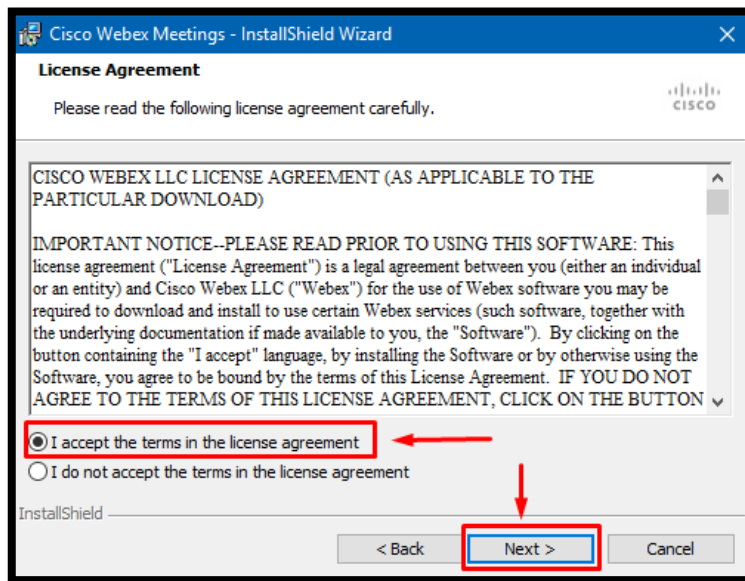 Cisco Webex Meetings - InstallShield Wizard
License Agreement
Please read the following license agreement carefully.
CISCO
CISCO WEBEX LLC LICENSE AGREEMENT (AS APPLICABLE TO THE
PARTICULAR DOWNLOAD)
IMPORTANT NOTICE--PLEASE READ PRIOR TO USING THIS SOFTWARE: This
license agreement ("License Agreement") is a legal agreement between you (either an individual
or an entity) and Cisco Webex LLC ("Webex") for the use of Webex software you may be
required to download and install to use certain Webex services (such software, together with
the underlying documentation if made available to you, the "Software"). By clicking on the
button containing the "I accept" language, by installing the Software or by otherwise using the
Software, you agree to be bound by the terms of this License Agreement. IF YOU DO NOT
AGREE TO THE TERMS OF THIS LICENSE AGREEMENT, CLICK ON THE BUTTON
I accept the terms in the license agreement
I do not accept the terms in the license agreement
InstallShield
< Back Next > Cancel